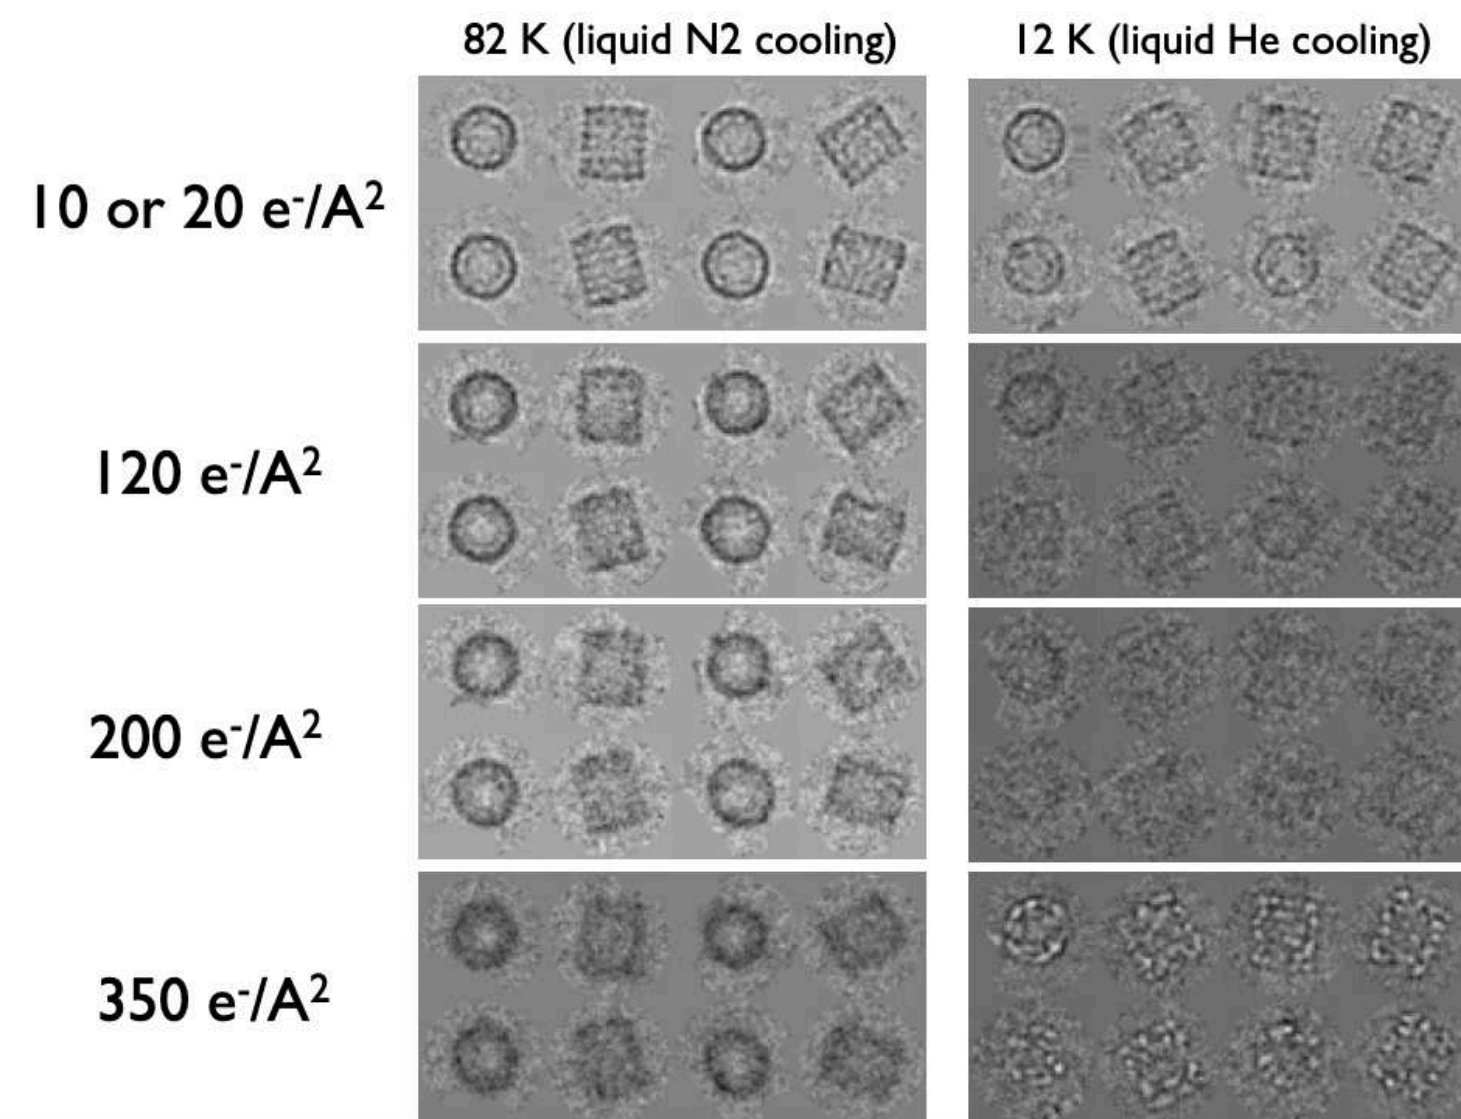 82 K (liquid N2 cooling)
12 K (liquid He cooling)
10 or 20 e⁻/A²
120 e⁻/A²
200 e⁻/A²
350 e⁻/A²